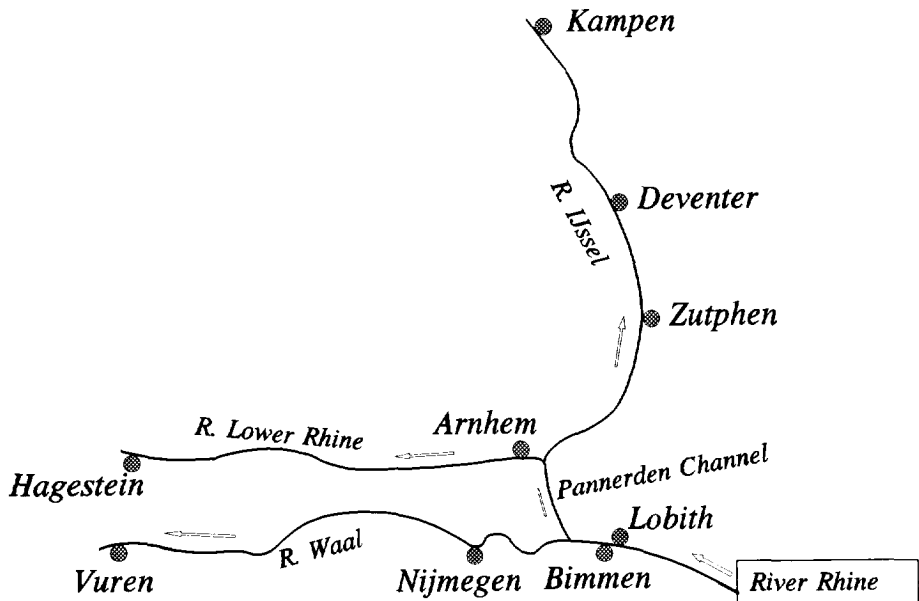 Kampen
R. IJssel
Deventer
Zutphen
Arnhem
R. Lower Rhine
Hagestein
Pannerden Channel
Lobith
R. Waal
Vuren
Nijmegen
Bimmen
River Rhine